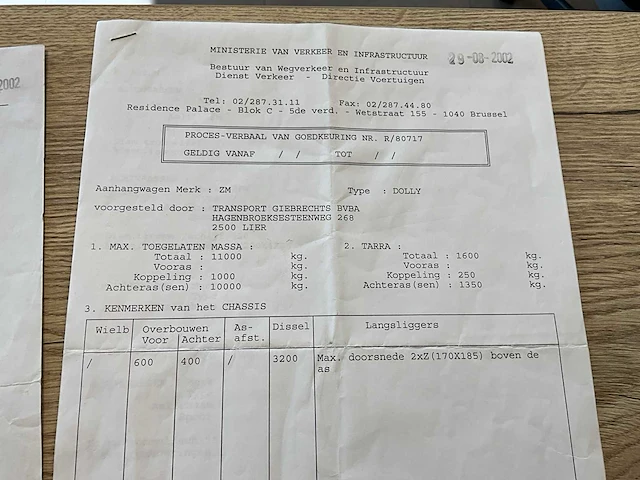 2002
MINISTERIE VAN VERKEER EN INFRASTRUCTUUR
29-08-2002
Bestuur van Wegverkeer en Infrastructuur
Dienst Verkeer - Directie Voertuigen
Tel: 02/287.31.11 Fax: 02/287.44.80
Residence Palace - Blok C - 5de verd. - Wetstraat 155 - 1040 Brussel
PROCES-VERBAAL VAN GOEDKEURING NR. R/80717
GELDIG VANAF / / TOT / /
Aanhangwagen Merk : ZM Type : DOLLY
voorgesteld door : TRANSPORT GIEBRECHTS BVBA
HAGENBROEKSESTEENWEG 268
2500 LIER
1. MAX. TOEGELATEN MASSA : 2. TARRA :
Totaal : 11000 kg. Totaal : 1600 kg.
Vooras : kg. Vooras : kg.
Koppeling : 1000 kg. Koppeling : 250 kg.
Achteras(sen) : 10000 kg. Achteras(sen) : 1350 kg.
3. KENMERKEN van het CHASSIS
Wielb Overbouwen As- Dissel Langsliggers
Voor Achter afst.
/ 600 400 / 3200 Max. doorsnede 2xZ(170X185) boven de
as